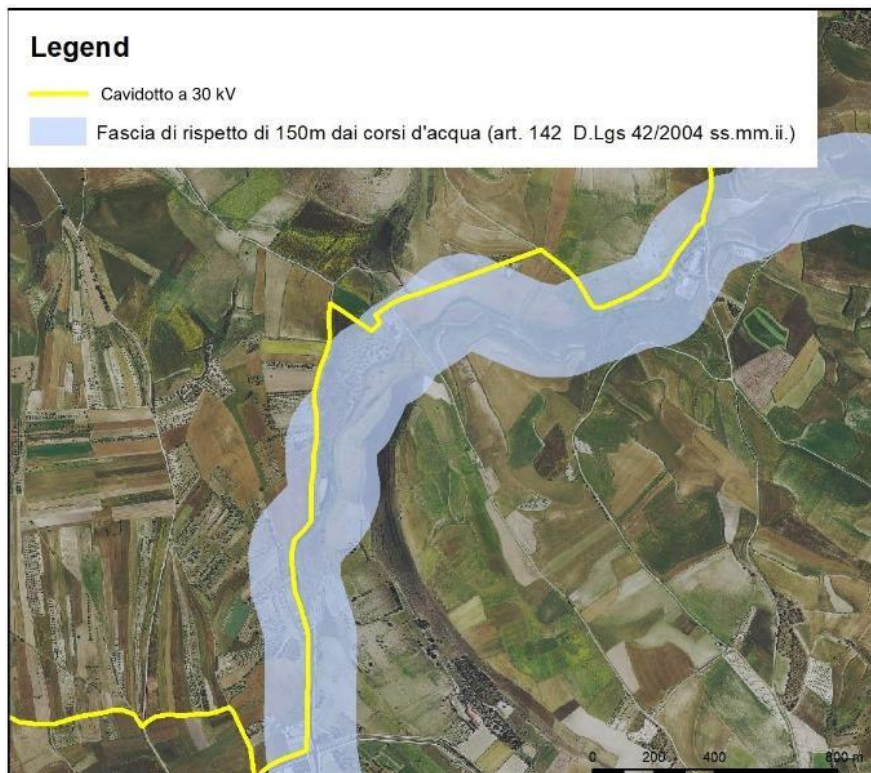 Legend
Cavidotto a 30 kV
Fascia di rispetto di 150m dai corsi d'acqua (art. 142 D.Lgs 42/2004 ss.mm.ii.)
0 200 400 800 m